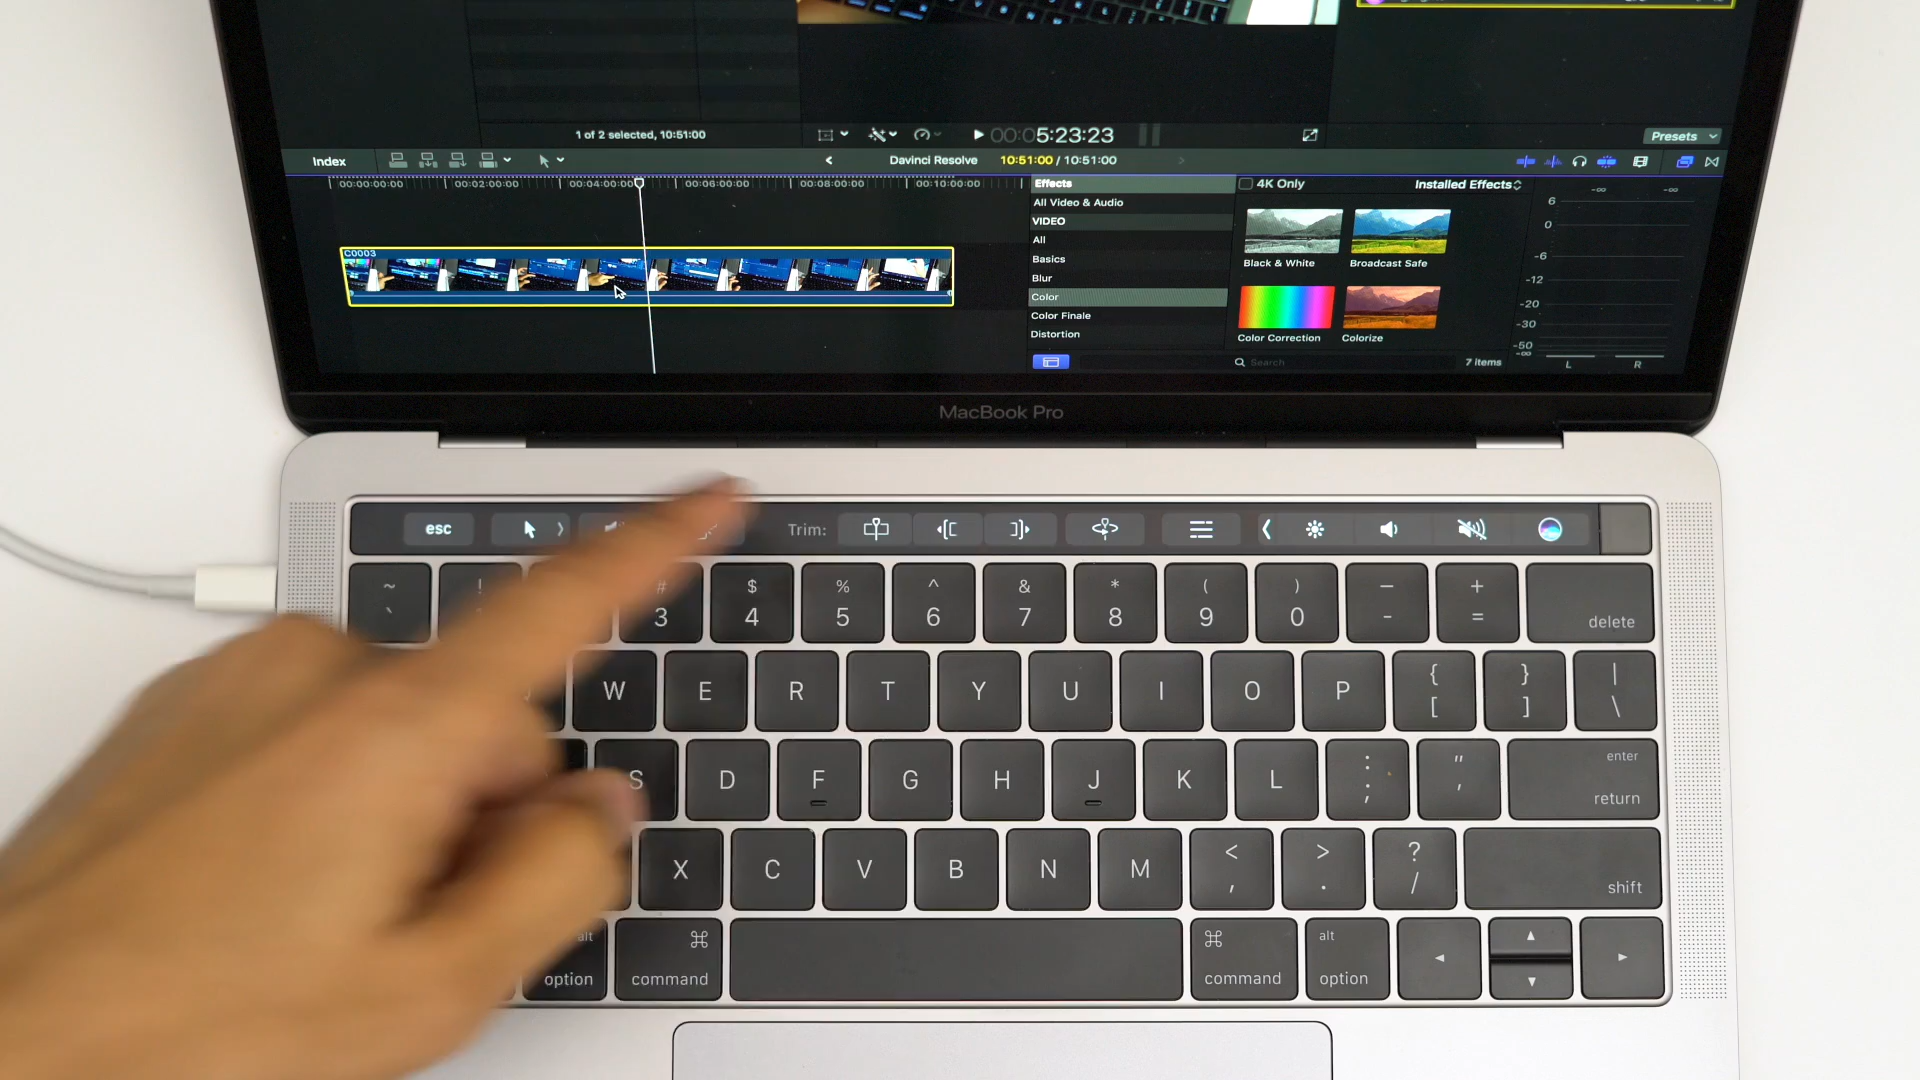 1 of 2 selected, 10:51:00
00:05:23:23
Presets
Index
Davinci Resolve
10:51:00 / 10:51:00
00:00:00:00
00:02:00:00
00:04:00:00
00:06:00:00
00:08:00:00
00:10:00:00
C0003
Effects
All Video & Audio
VIDEO
All
Basics
Blur
Color
Color Finale
Distortion
4K Only
Installed Effects
Black & White
Broadcast Safe
Color Correction
Colorize
Search
7 items
-∞ -∞
6
0
-6
-12
-20
-30
-50
-∞
L R
MacBook Pro
esc Trim:
~ ! # $ % ^ & * ( ) — +
` 3 4 5 6 7 8 9 0 - =
delete
W E R T Y U I O P { [ } ] | \
S D F G H J K L : ; " ,
enter
return
X C V B N M < , > . ? /
shift
alt ⌘ ⌘ alt
option command command option